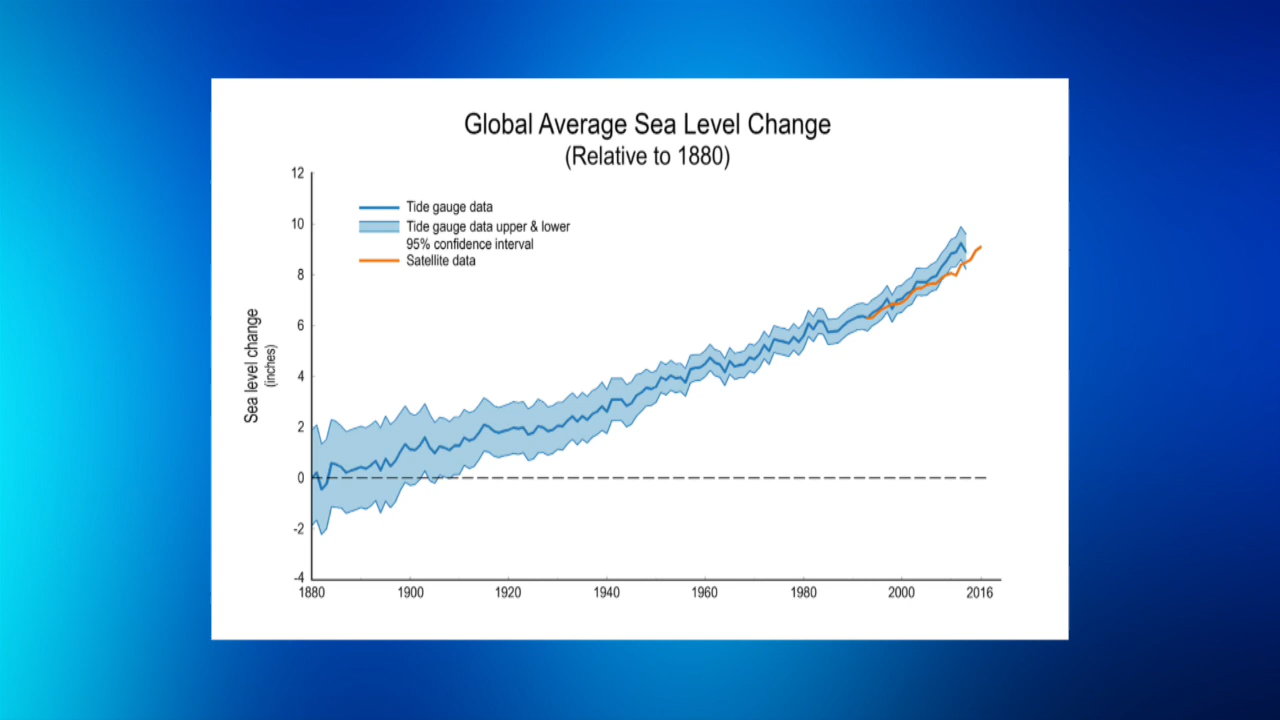 Global Average Sea Level Change
(Relative to 1880)
12
10
8
6
4
2
0
-2
-4
Sea level change
(inches)
Tide gauge data
Tide gauge data upper & lower
95% confidence interval
Satellite data
1880 1900 1920 1940 1960 1980 2000 2016